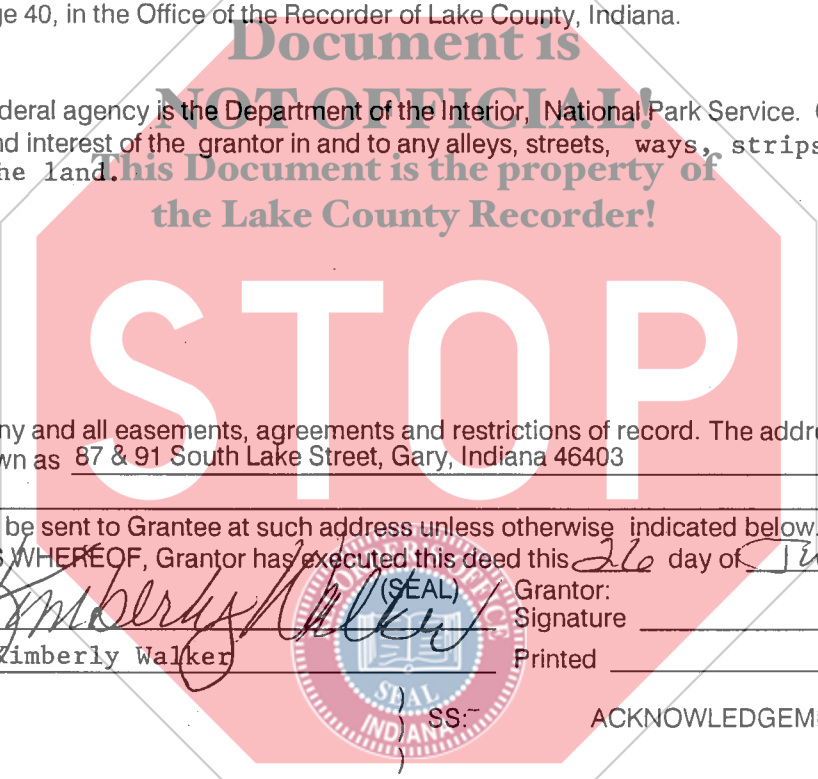 ge 40, in the Office of the Recorder of Lake County, Indiana.
Document is
NOT OFFICIAL!
deral agency is the Department of the Interior, National Park Service.
nd interest of the grantor in and to any alleys, streets, ways, strips
he land.
This Document is the property of
the Lake County Recorder!
STOP
ny and all easements, agreements and restrictions of record. The addre
wn as 87 & 91 South Lake Street, Gary, Indiana 46403
be sent to Grantee at such address unless otherwise indicated below.
S WHEREOF, Grantor has executed this deed this 26 day of
Kimberly Walker (SEAL) Grantor:
Signature
Kimberly Walker Printed
SEAL
INDIANA
SS: ACKNOWLEDGEM